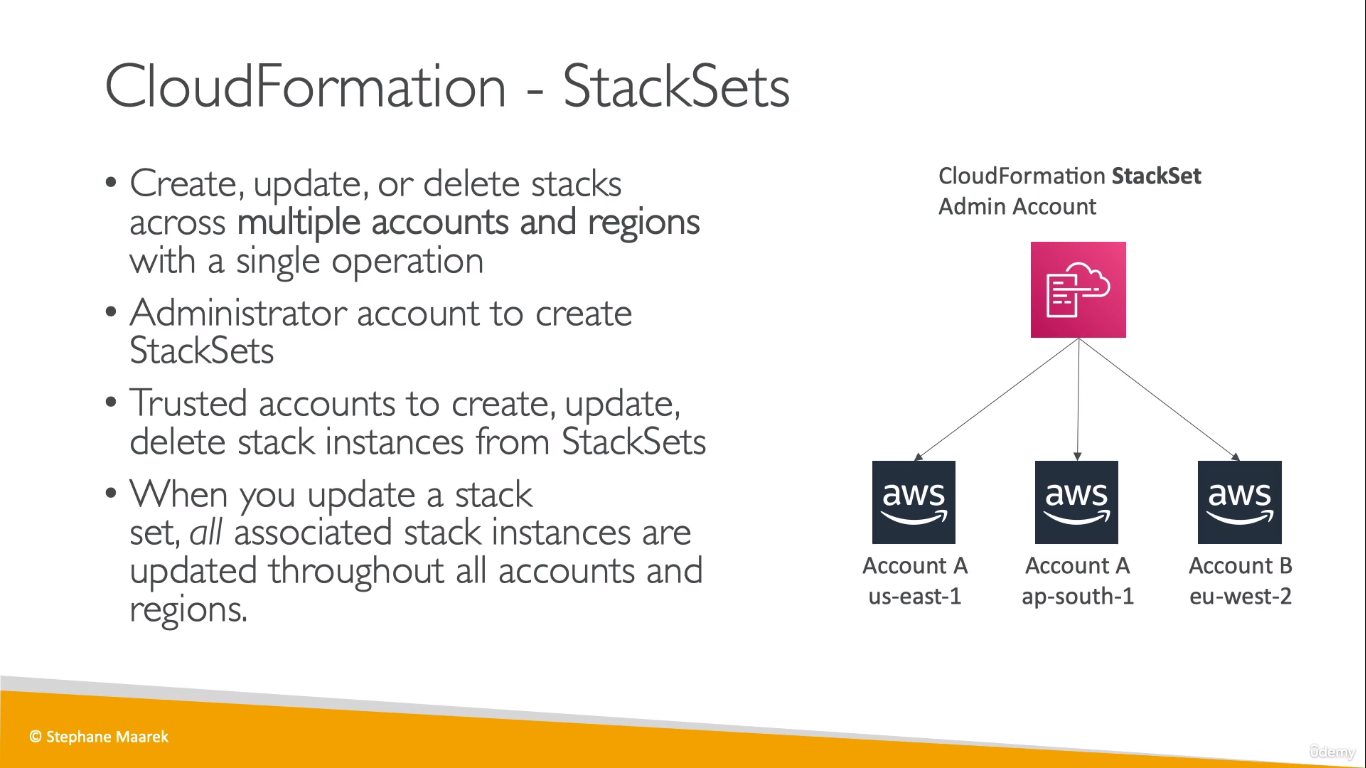 CloudFormation - StackSets
• Create, update, or delete stacks
across multiple accounts and regions
with a single operation
• Administrator account to create
StackSets
• Trusted accounts to create, update,
delete stack instances from StackSets
• When you update a stack
set, all associated stack instances are
updated throughout all accounts and
regions.
CloudFormation StackSet
Admin Account
aws
aws
aws
Account A
us-east-1
Account A
ap-south-1
Account B
eu-west-2
© Stephane Maarek
ûdemy